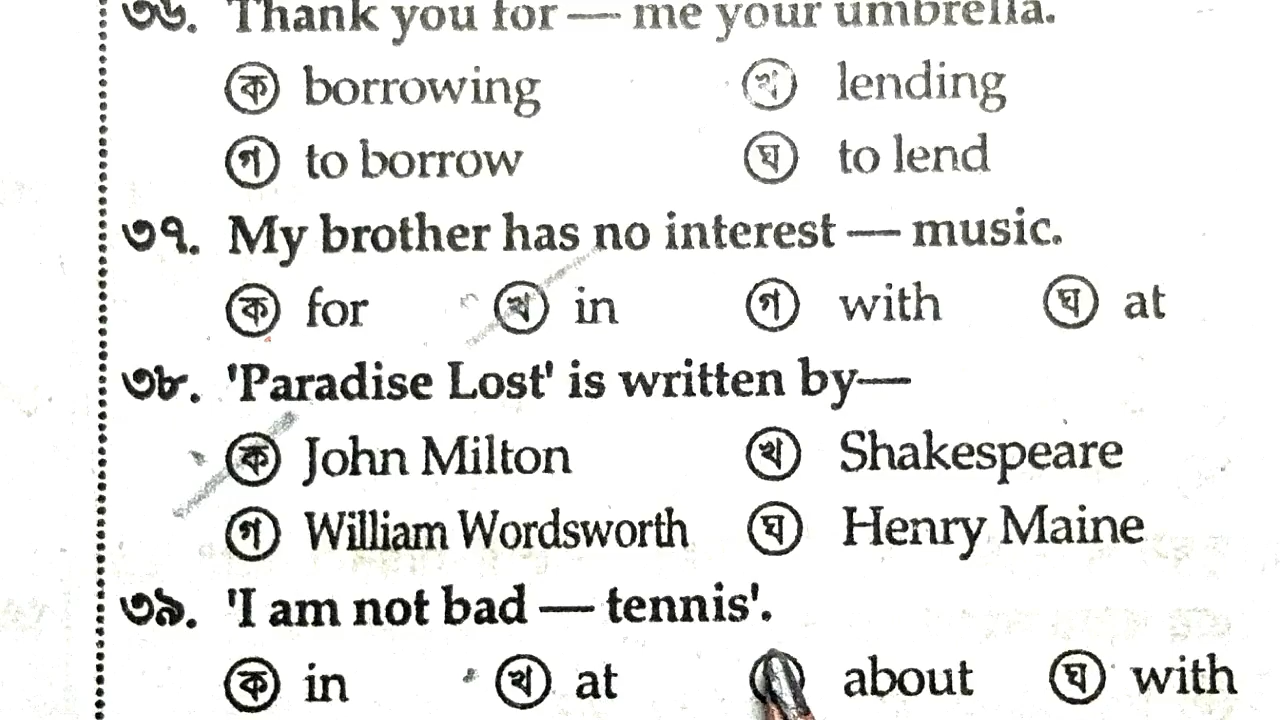 ৩৬. Thank you for — me your umbrella.
ক borrowing খ lending
গ to borrow ঘ to lend
৩৭. My brother has no interest — music.
ক for খ in গ with ঘ at
৩৮. 'Paradise Lost' is written by—
ক John Milton খ Shakespeare
গ William Wordsworth ঘ Henry Maine
৩৯. 'I am not bad — tennis'.
ক in খ at about ঘ with